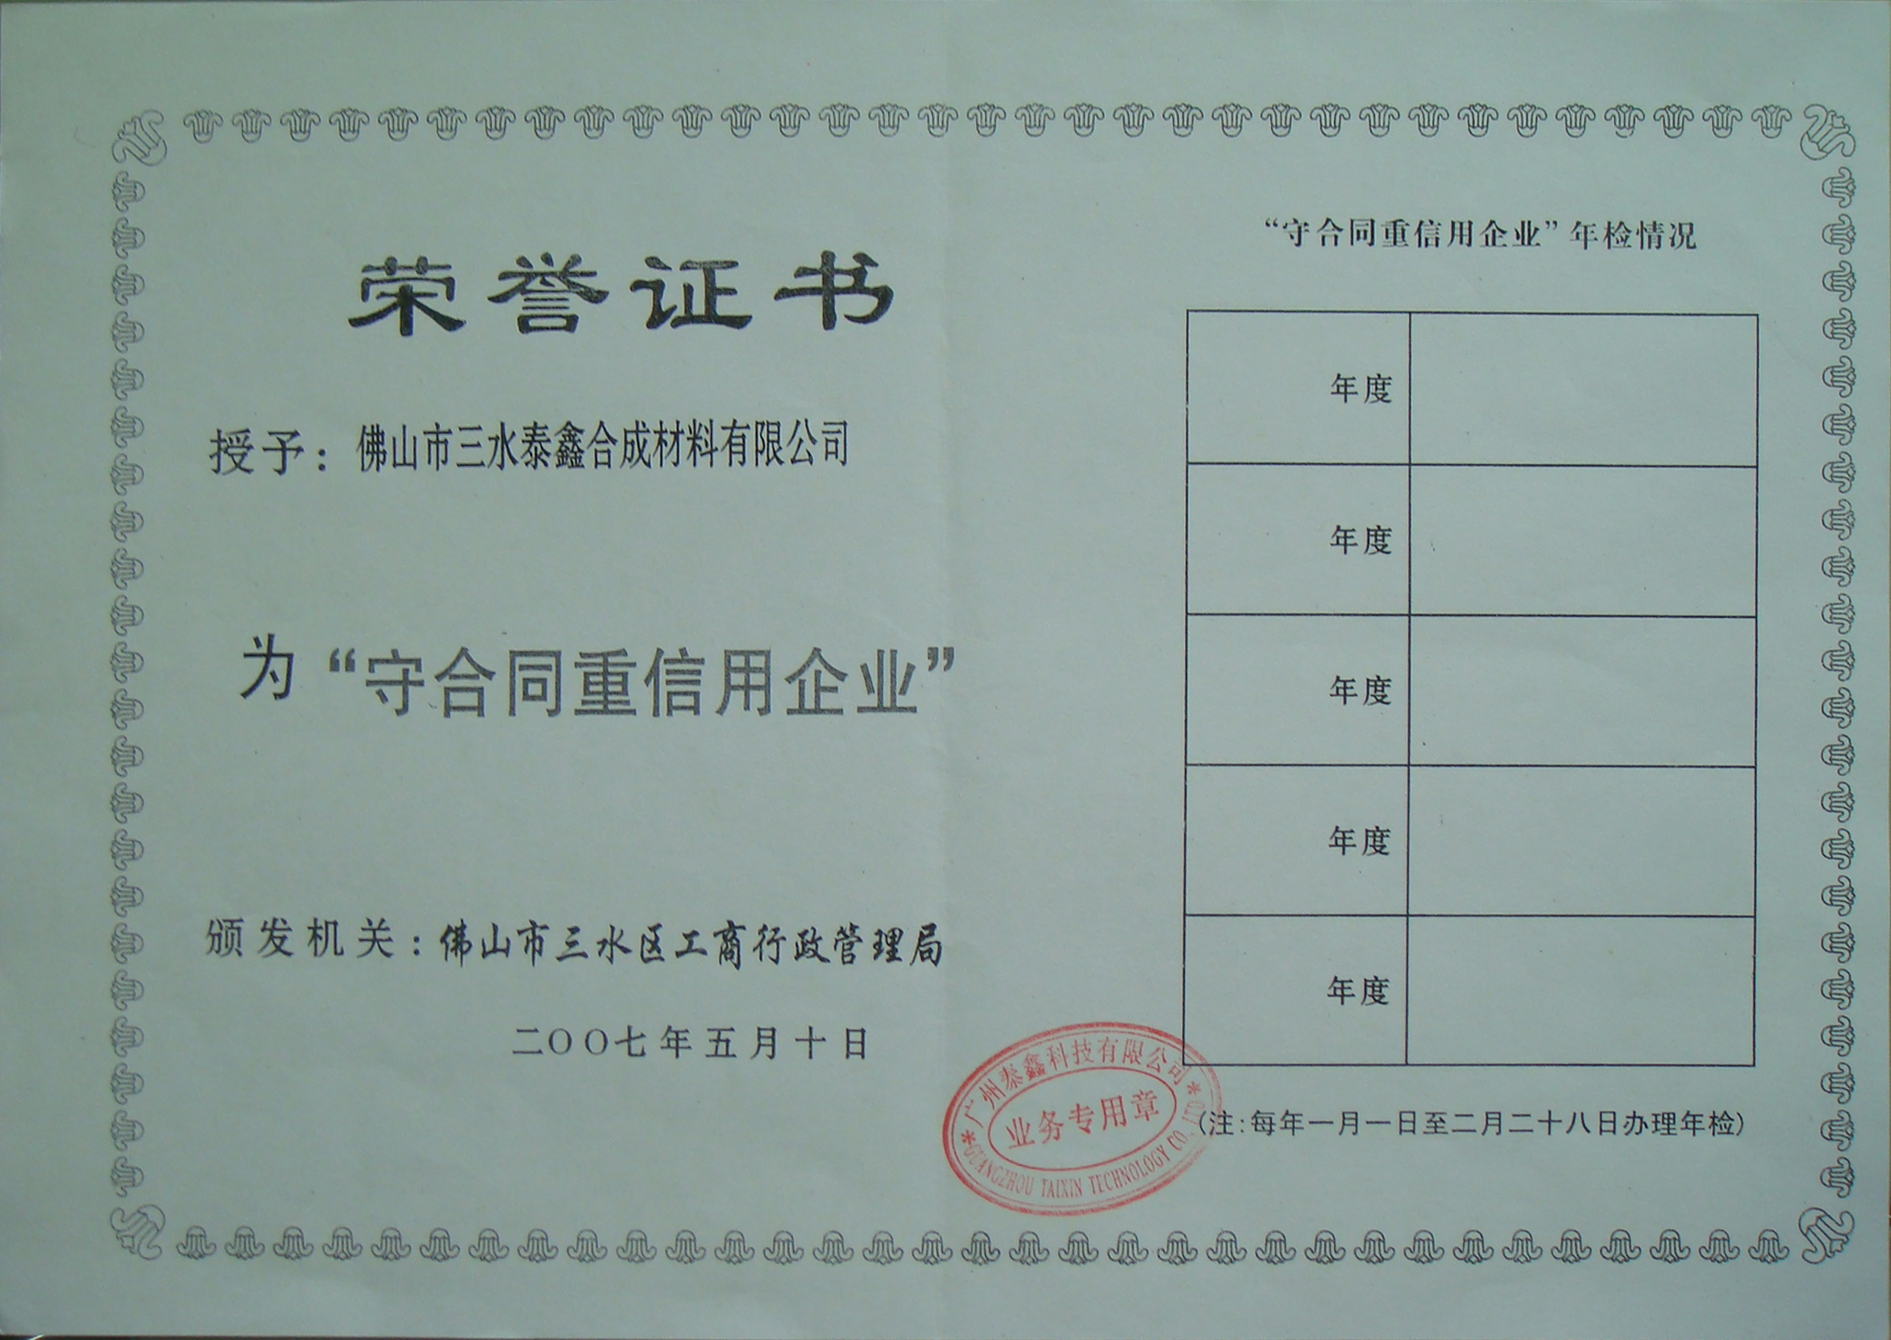 荣誉证书
授予：佛山市三水泰鑫合成材料有限公司
为“守合同重信用企业”
颁发机关：佛山市三水区工商行政管理局
二〇〇七年五月十日
广州泰鑫科技有限公司
业务专用章
GUANGZHOU TAIXIN TECHNOLOGY CO., LTD
“守合同重信用企业”年检情况
年度
年度
年度
年度
年度
(注:每年一月一日至二月二十八日办理年检)